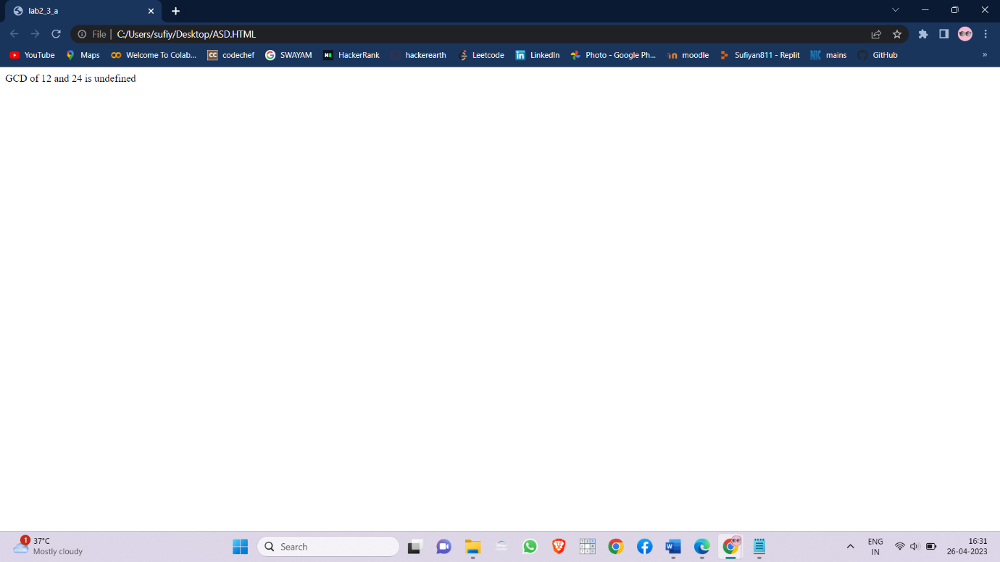 lab2_3_a
File | C:/Users/sufiy/Desktop/ASD.HTML
YouTube Maps Welcome To Colab... CC codechef G SWAYAM H HackerRank hackerearth Leetcode in LinkedIn Photo - Google Ph... moodle Sufiyan811 - Replit mains GitHub »
GCD of 12 and 24 is undefined
1 37°C
Mostly cloudy
Search
W
ENG
IN
16:31
26-04-2023